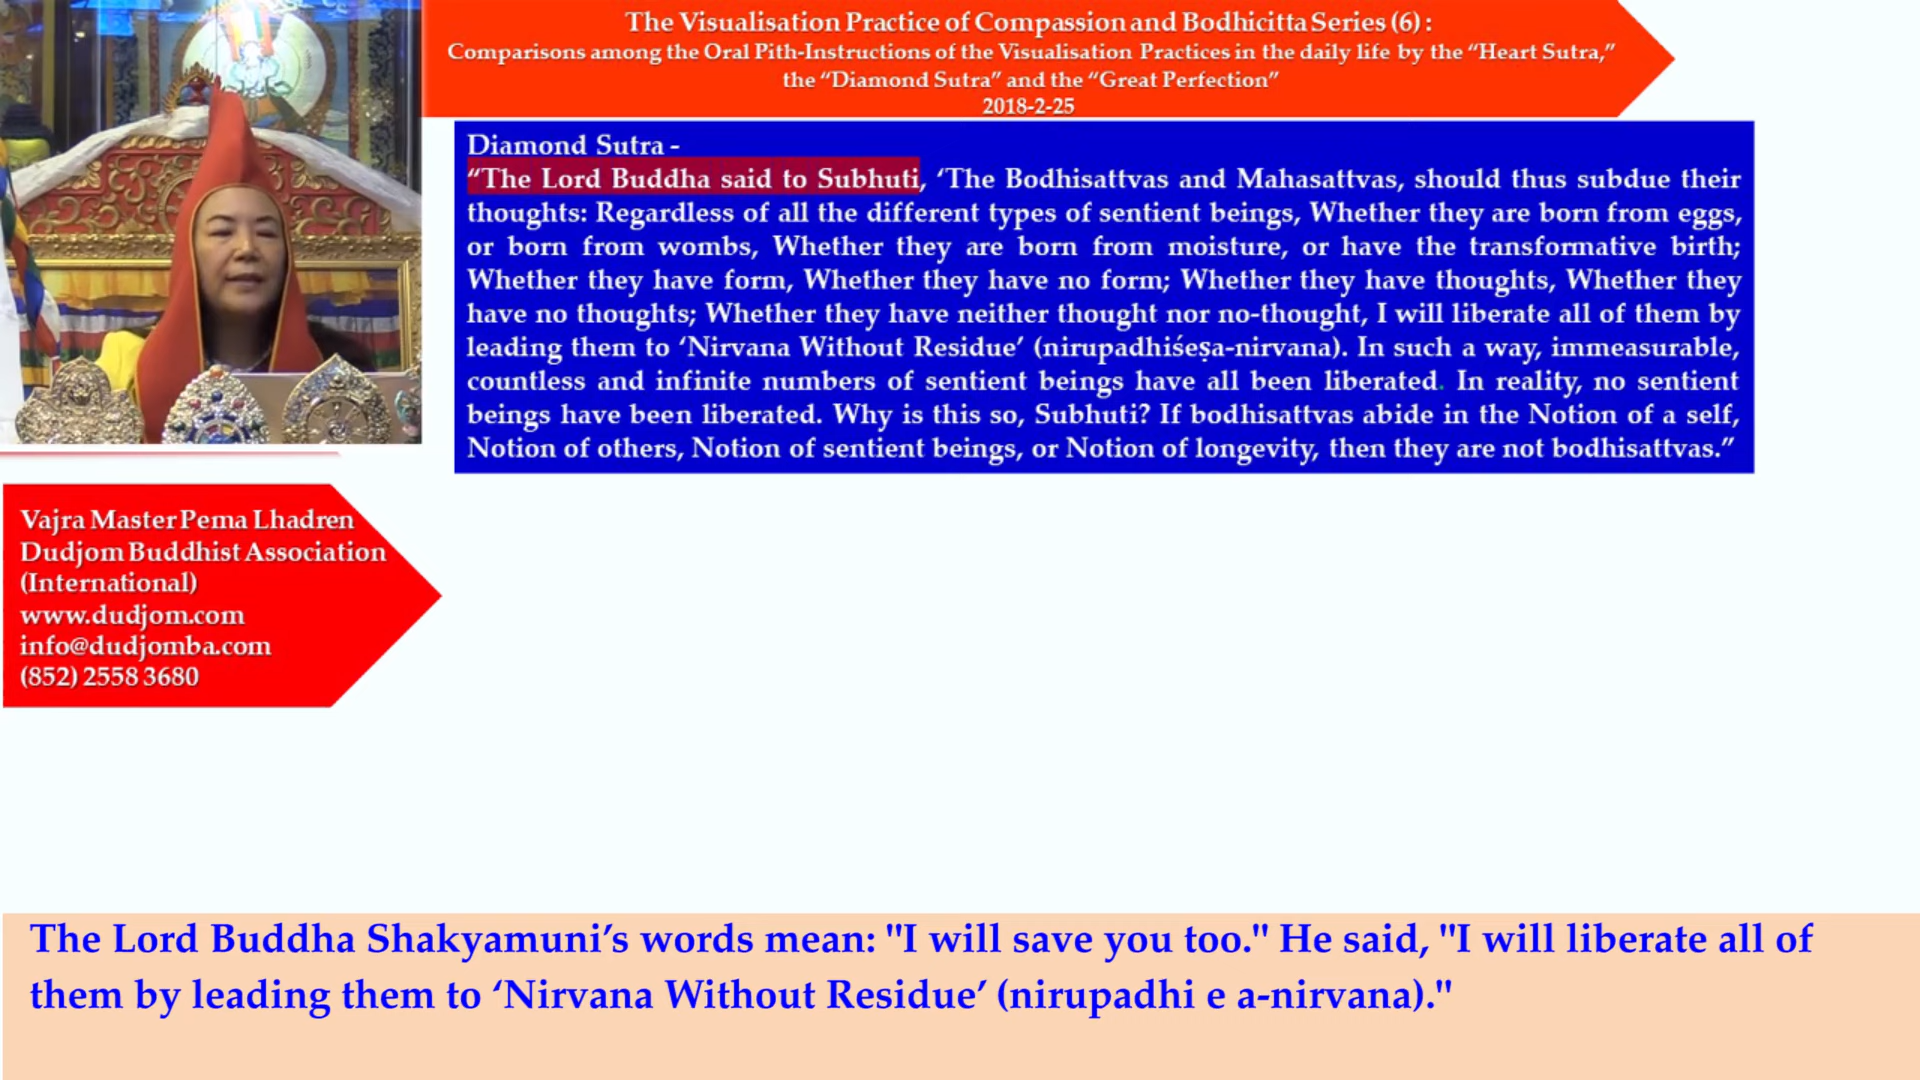 The Visualisation Practice of Compassion and Bodhicitta Series (6) :
Comparisons among the Oral Pith-Instructions of the Visualisation Practices in the daily life by the “Heart Sutra,”
the “Diamond Sutra” and the “Great Perfection”
2018-2-25
Diamond Sutra -
“The Lord Buddha said to Subhuti, ‘The Bodhisattvas and Mahasattvas, should thus subdue their
thoughts: Regardless of all the different types of sentient beings, Whether they are born from eggs,
or born from wombs, Whether they are born from moisture, or have the transformative birth;
Whether they have form, Whether they have no form; Whether they have thoughts, Whether they
have no thoughts; Whether they have neither thought nor no-thought, I will liberate all of them by
leading them to ‘Nirvana Without Residue’ (nirupadhiśeṣa-nirvana). In such a way, immeasurable,
countless and infinite numbers of sentient beings have all been liberated. In reality, no sentient
beings have been liberated. Why is this so, Subhuti? If bodhisattvas abide in the Notion of a self,
Notion of others, Notion of sentient beings, or Notion of longevity, then they are not bodhisattvas.”
Vajra Master Pema Lhadren
Dudjom Buddhist Association
(International)
www.dudjom.com
info@dudjomba.com
(852) 2558 3680
The Lord Buddha Shakyamuni’s words mean: "I will save you too." He said, "I will liberate all of
them by leading them to ‘Nirvana Without Residue’ (nirupadhi e a-nirvana)."